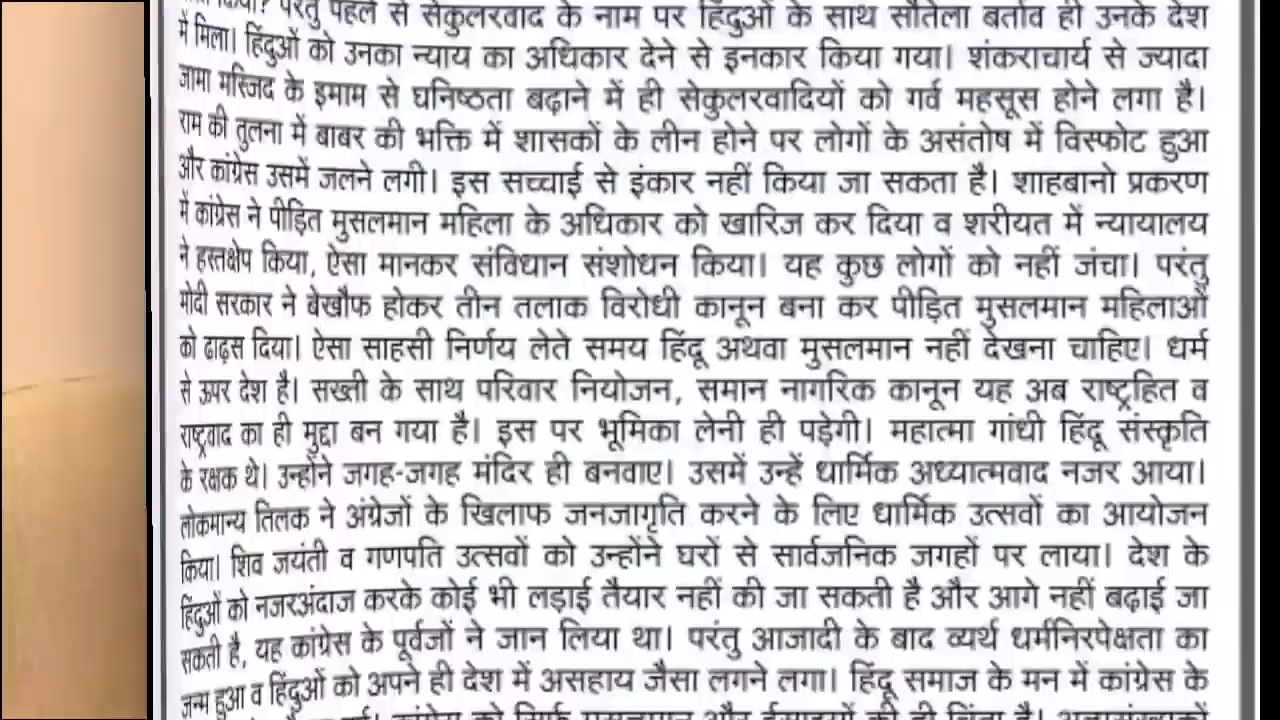 परंतु पहले से सेकुलरवाद के नाम पर हिंदुओं के साथ सौतेला बर्ताव ही उनके देश
में मिला। हिंदुओं को उनका न्याय का अधिकार देने से इनकार किया गया। शंकराचार्य से ज्यादा
जामा मस्जिद के इमाम से घनिष्ठता बढ़ाने में ही सेकुलरवादियों को गर्व महसूस होने लगा है।
राम की तुलना में बाबर की भक्ति में शासकों के लीन होने पर लोगों के असंतोष में विस्फोट हुआ
और कांग्रेस उसमें जलने लगी। इस सच्चाई से इंकार नहीं किया जा सकता है। शाहबानो प्रकरण
में कांग्रेस ने पीड़ित मुसलमान महिला के अधिकार को खारिज कर दिया व शरीयत में न्यायालय
ने हस्तक्षेप किया, ऐसा मानकर संविधान संशोधन किया। यह कुछ लोगों को नहीं जंचा। परंतु
मोदी सरकार ने बेखौफ होकर तीन तलाक विरोधी कानून बना कर पीड़ित मुसलमान महिलाओं
को ढाढ़स दिया। ऐसा साहसी निर्णय लेते समय हिंदू अथवा मुसलमान नहीं देखना चाहिए। धर्म
से ऊपर देश है। सख्ती के साथ परिवार नियोजन, समान नागरिक कानून यह अब राष्ट्रहित व
राष्ट्रवाद का ही मुद्दा बन गया है। इस पर भूमिका लेनी ही पड़ेगी। महात्मा गांधी हिंदू संस्कृति
के रक्षक थे। उन्होंने जगह-जगह मंदिर ही बनवाए। उसमें उन्हें धार्मिक अध्यात्मवाद नजर आया।
लोकमान्य तिलक ने अंग्रेजों के खिलाफ जनजागृति करने के लिए धार्मिक उत्सवों का आयोजन
किया। शिव जयंती व गणपति उत्सवों को उन्होंने घरों से सार्वजनिक जगहों पर लाया। देश के
हिंदुओं को नजरअंदाज करके कोई भी लड़ाई तैयार नहीं की जा सकती है और आगे नहीं बढ़ाई जा
सकती है, यह कांग्रेस के पूर्वजों ने जान लिया था। परंतु आजादी के बाद व्यर्थ धर्मनिरपेक्षता का
जन्म हुआ व हिंदुओं को अपने ही देश में असहाय जैसा लगने लगा। हिंदू समाज के मन में कांग्रेस के